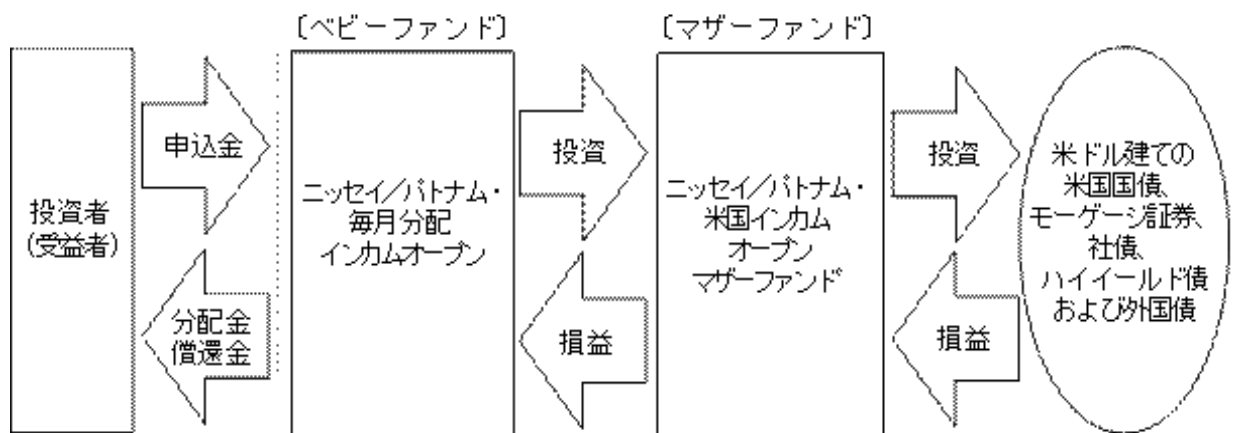 〔ベビーファンド〕
〔マザーファンド〕
投資者
(受益者)
申込金
分配金
償還金
ニッセイ／パトナム・
毎月分配
インカムオープン
投資
損益
ニッセイ／パトナム・
米国インカム
オープン
マザーファンド
投資
損益
米ドル建ての
米国国債、
モーゲージ証券、
社債、
ハイイールド債
および外国債